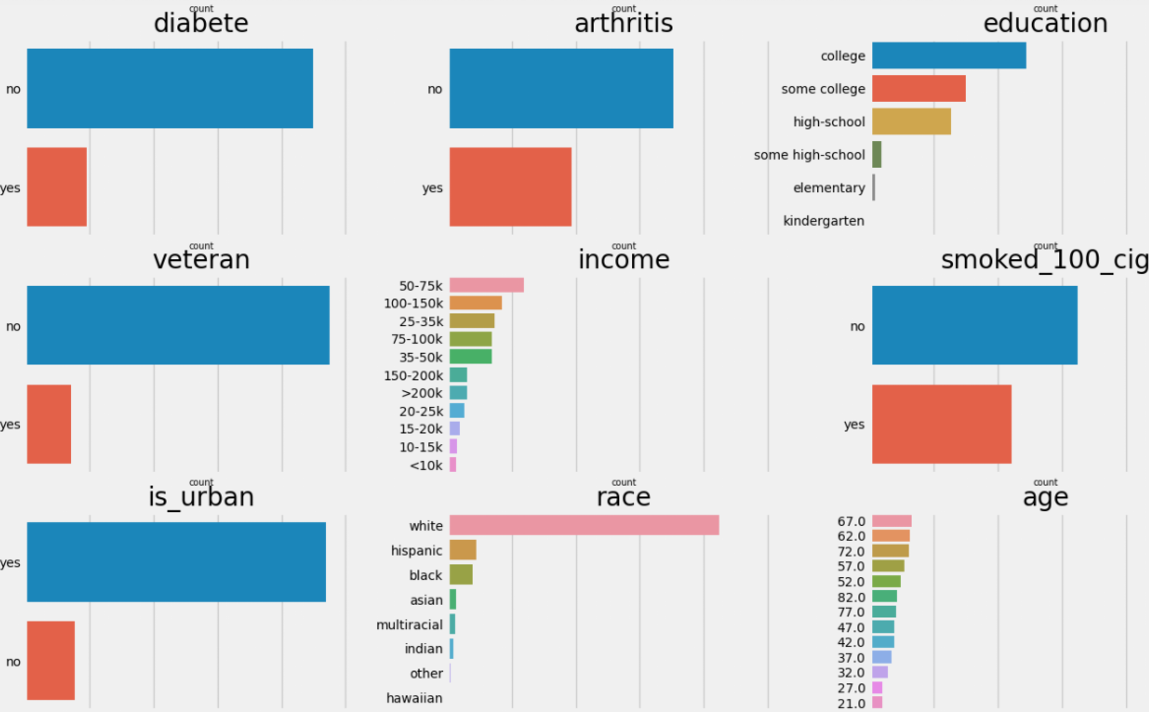 count
diabete
no
yes
count
arthritis
no
yes
count
education
college
some college
high-school
some high-school
elementary
kindergarten
count
veteran
no
yes
count
income
50-75k
100-150k
25-35k
75-100k
35-50k
150-200k
>200k
20-25k
15-20k
10-15k
<10k
count
smoked_100_cig
no
yes
count
is_urban
yes
no
count
race
white
hispanic
black
asian
multiracial
indian
other
hawaiian
count
age
67.0
62.0
72.0
57.0
52.0
82.0
77.0
47.0
42.0
37.0
32.0
27.0
21.0